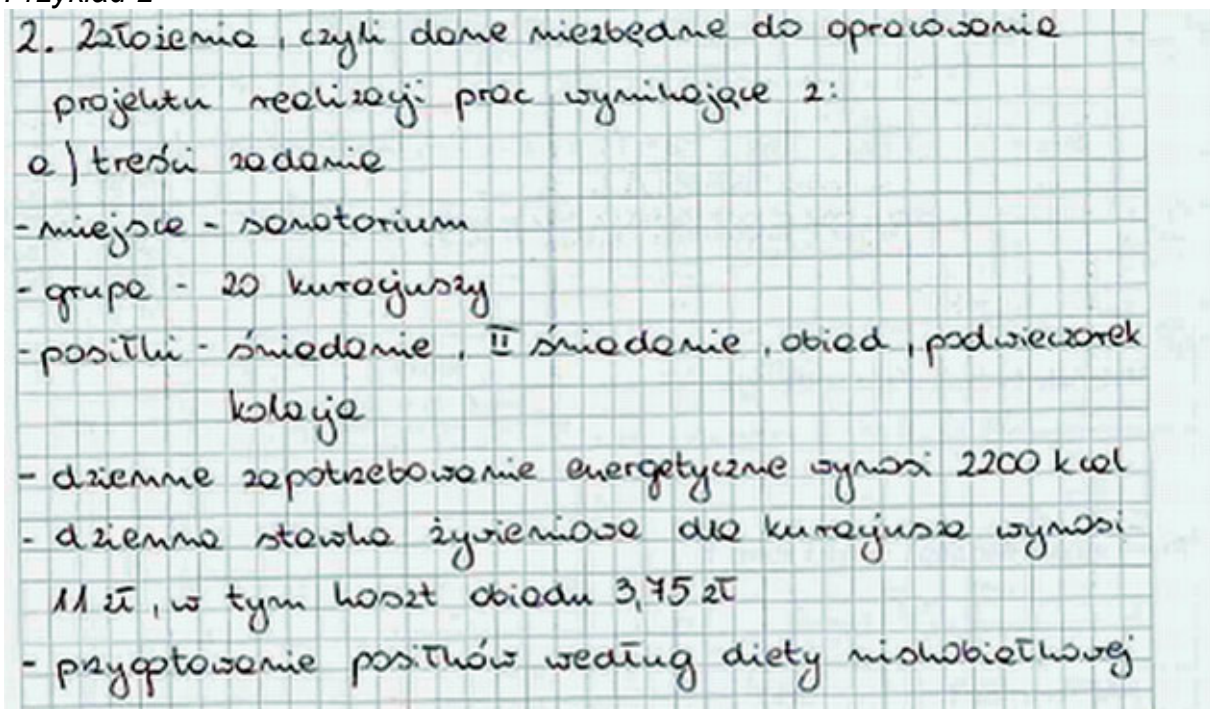 Przykład 2
2. Założenia, czyli dane niezbędne do opracowania
projektu realizacji prac wynikające z:
a) treści zadania
- miejsce - sanatorium
- grupa - 20 kuracjuszy
- posiłki - śniadanie, II śniadanie, obiad, podwieczorek
kolacja
- dzienne zapotrzebowanie energetyczne wynosi 2200 kcal
- dzienna stawka żywieniowa dla kuracjusza wynosi
11 zł, w tym koszt obiadu 3,75 zł
- przygotowanie posiłków według diety niskobiałkowej